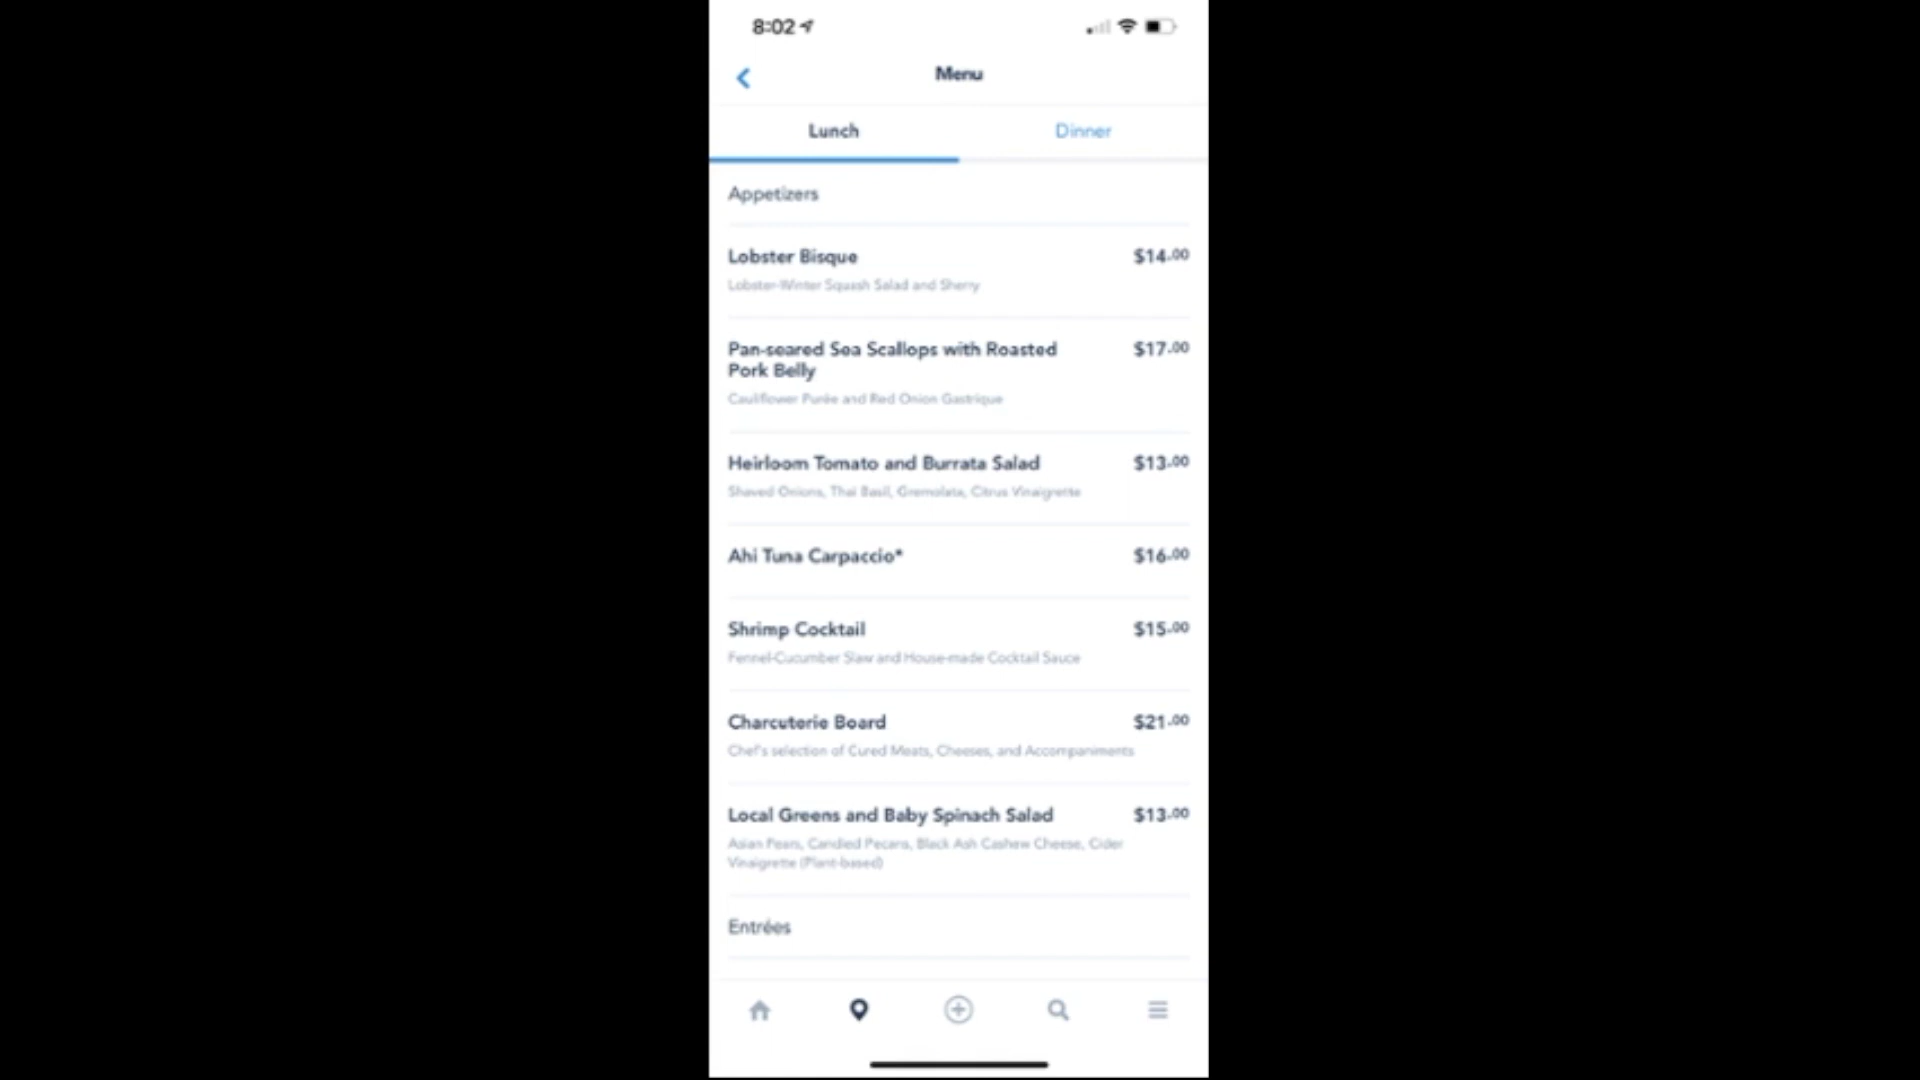 8:02
Menu
Lunch
Dinner
Appetizers
Lobster Bisque
$14.00
Lobster-Winter Squash Salad and Sherry
Pan-seared Sea Scallops with Roasted
Pork Belly
$17.00
Cauliflower Purée and Red Onion Gastrique
Heirloom Tomato and Burrata Salad
$13.00
Shaved Onions, Thai Basil, Gremolata, Citrus Vinaigrette
Ahi Tuna Carpaccio*
$16.00
Shrimp Cocktail
$15.00
Fennel-Cucumber Slaw and House-made Cocktail Sauce
Charcuterie Board
$21.00
Chef's selection of Cured Meats, Cheeses, and Accompaniments
Local Greens and Baby Spinach Salad
$13.00
Asian Pears, Candied Pecans, Black Ash Cashew Cheese, Cider
Vinaigrette (Plant-based)
Entrées